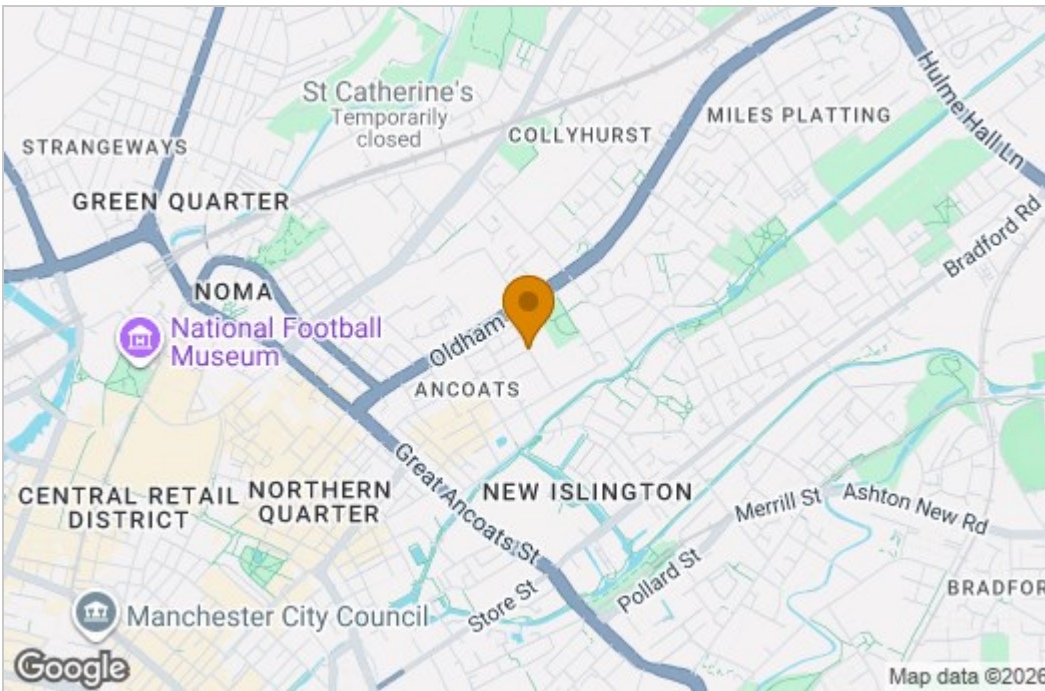 St Catherine's
Temporarily
closed
COLLYHURST
MILES PLATTING
Hulme Hall Ln
STRANGEWAYS
GREEN QUARTER
Bradford Rd
NOMA
National Football
Museum
Oldham
ANCOATS
Great Ancoats St
NEW ISLINGTON
CENTRAL RETAIL
DISTRICT
NORTHERN
QUARTER
Merrill St
Ashton New Rd
Pollard St
Store St
BRADFOR
Manchester City Council
Google
Map data ©2026